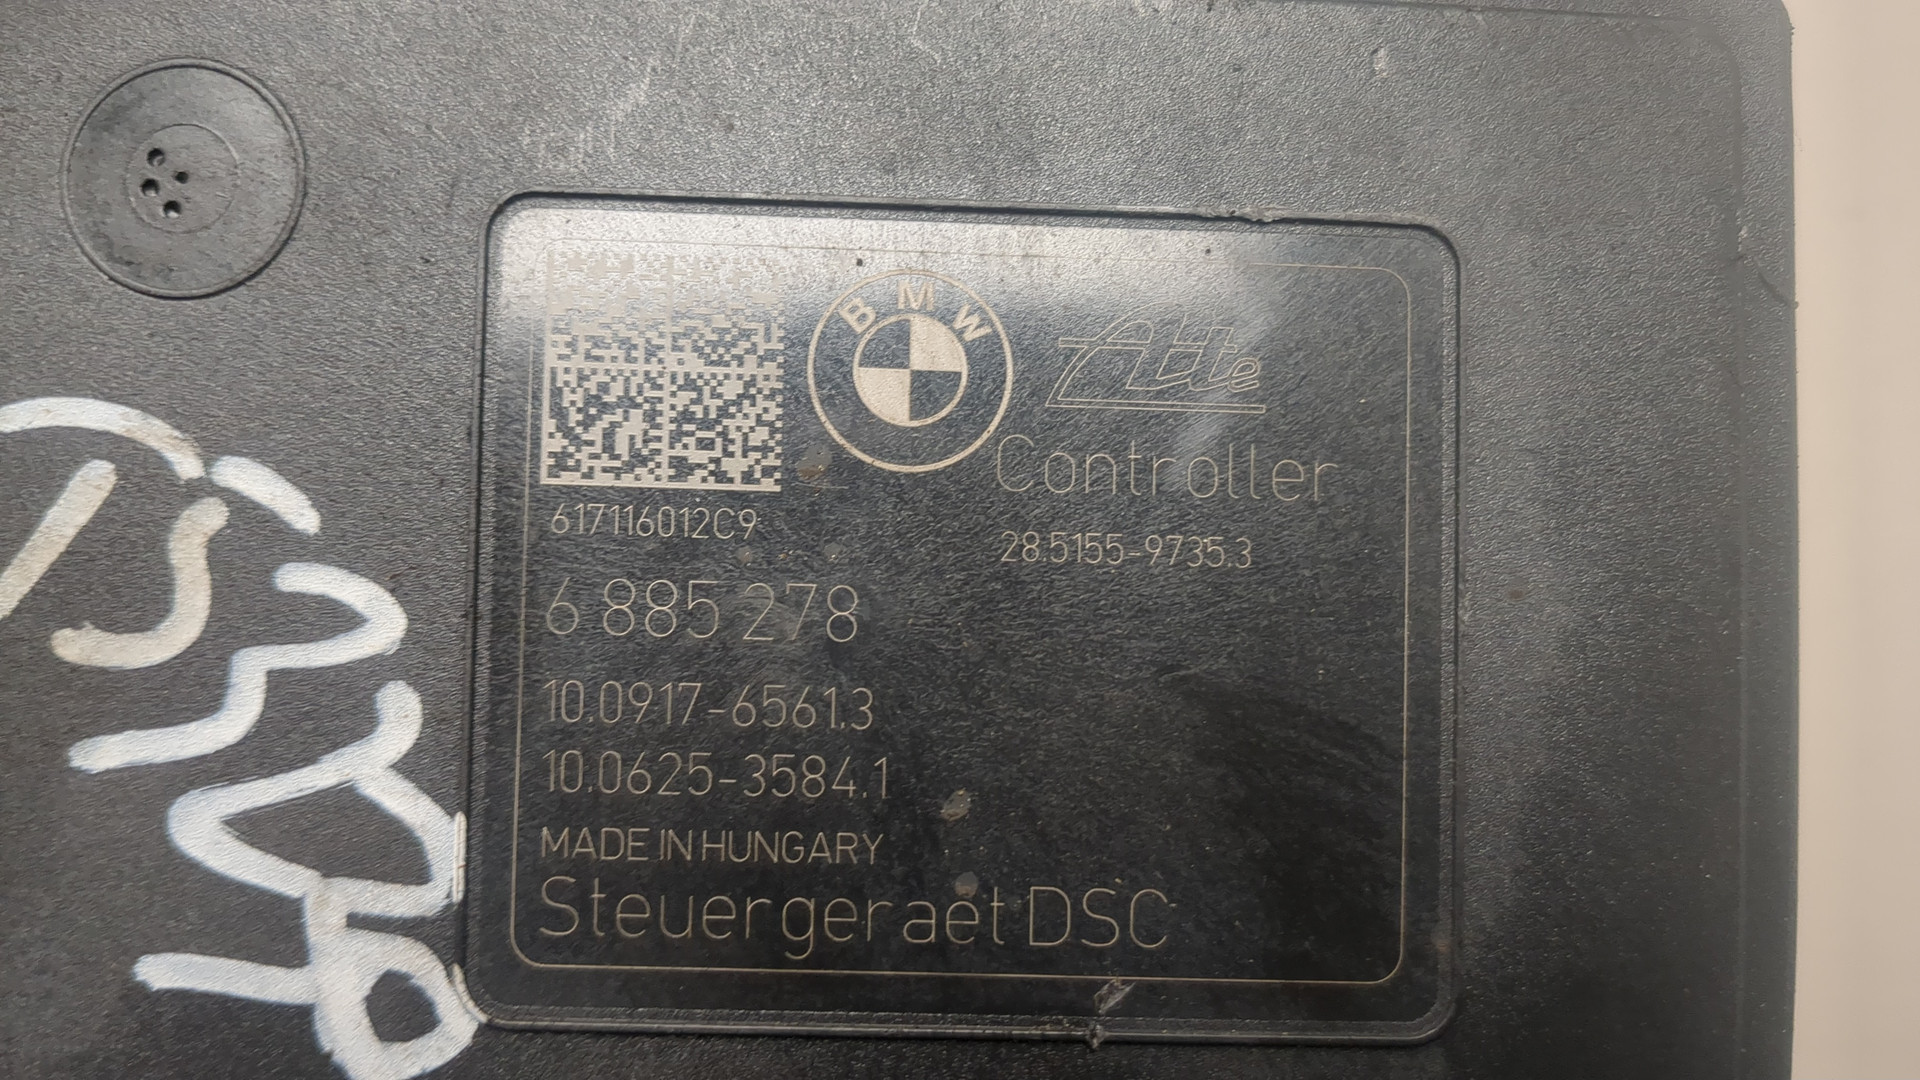 BMW
Ate
Controller
617116012C9
28.5155-9735.3
6 885 278
10.0917-6561.3
10.0625-3584.1
MADE IN HUNGARY
Steuergeraet DSC